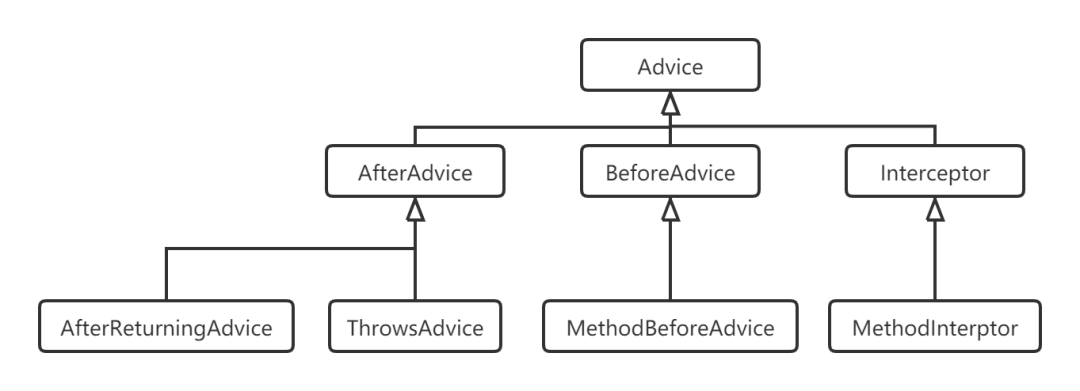 Advice
AfterAdvice
BeforeAdvice
Interceptor
AfterReturningAdvice
ThrowsAdvice
MethodBeforeAdvice
MethodInterptor